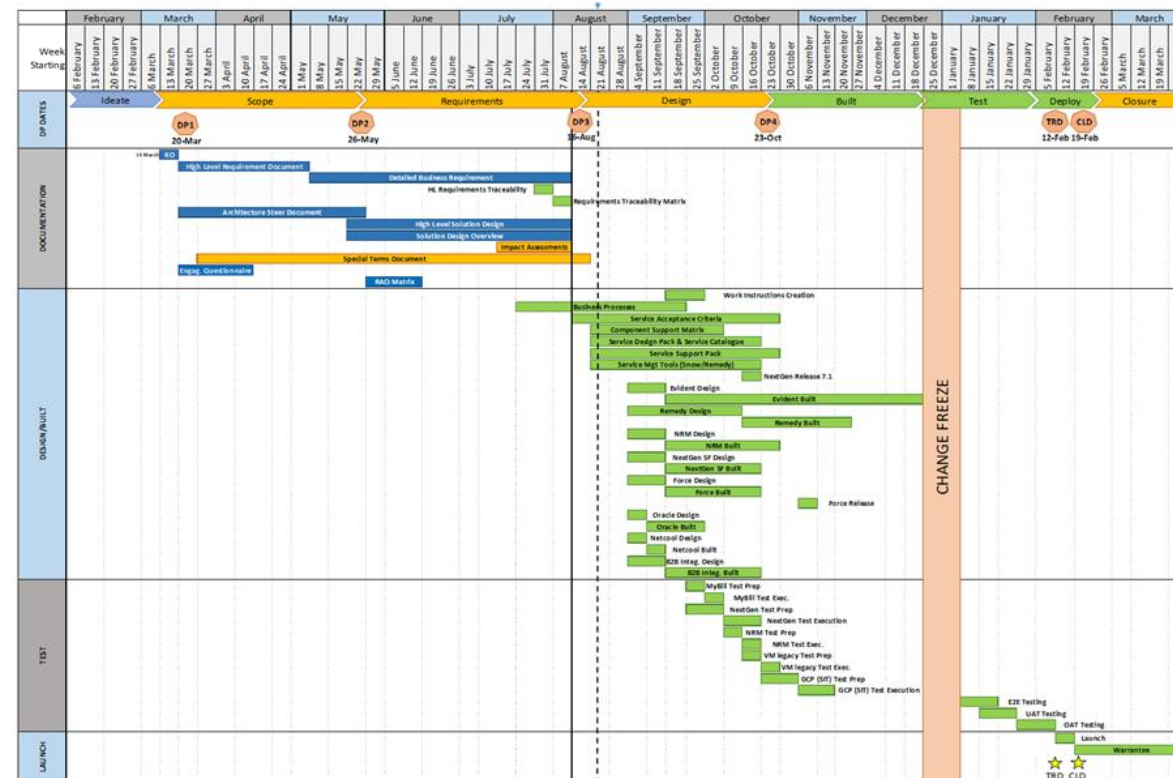 February March April May June July August September October November December January February March
Week Starting
6 February
13 February
20 February
27 February
6 March
13 March
20 March
27 March
3 April
10 April
17 April
24 April
1 May
8 May
15 May
22 May
29 May
5 June
12 June
19 June
26 June
3 July
10 July
17 July
24 July
31 July
7 August
14 August
21 August
28 August
4 September
11 September
18 September
25 September
2 October
9 October
16 October
23 October
30 October
6 November
13 November
20 November
27 November
4 December
11 December
18 December
25 December
1 January
8 January
15 January
22 January
29 January
5 February
12 February
19 February
26 February
5 March
12 March
19 March
DP DATES
Ideate Scope Requirements Design Built Test Deploy Closure
DP1 DP2 DP3 DP4 TRD CLD
20-Mar 26-May 16-Aug 23-Oct 12-Feb 19-Feb
DOCUMENTATION
13 March KO
High Level Requirement Document
Detailed Business Requirement
HL Requirements Traceability
Requirements Traceability Matrix
Architecture Steer Document
High Level Solution Design
Solution Design Overview
Impact Assessments
Special Terms Document
Engag. Questionnaire
RACI Matrix
DESIGN/BUILT
Work Instructions Creation
Business Processes
Service Acceptance Criteria
Component Support Matrix
Service Design Pack & Service Catalogue
Service Support Pack
Service Mgt Tools (Snow/Remedy)
NextGen Release 7.1
Evident Design
Evident Built
Remedy Design
Remedy Built
NRM Design
NRM Built
NextGen SF Design
NextGen SF Built
Force Design
Force Built
Force Release
Oracle Design
Oracle Built
Netcool Design
Netcool Built
B2B Integ. Design
B2B Integ. Built
CHANGE FREEZE
TEST
MyBill Test Prep
MyBill Test Exec.
NextGen Test Prep
NextGen Test Execution
NRM Test Prep
NRM Test Exec.
VM legacy Test Prep
VM legacy Test Exec.
GCP (SIT) Test Prep
GCP (SIT) Test Execution
E2E Testing
UAT Testing
OAT Testing
LAUNCH
Launch
Warrantee
TRD CLD